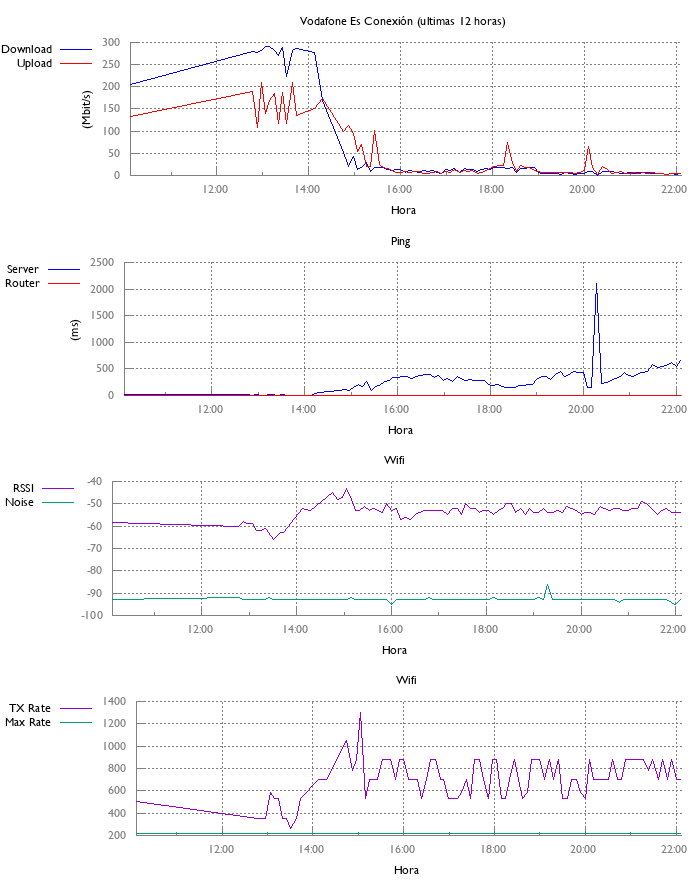 Vodafone Es Conexión (ultimas 12 horas)
Download
Upload
300
250
200
150
100
50
0
(Mbit/s)
12:00 14:00 16:00 18:00 20:00 22:00
Hora
Ping
Server
Router
2500
2000
1500
1000
500
0
(ms)
12:00 14:00 16:00 18:00 20:00 22:00
Hora
Wifi
RSSI
Noise
-40
-50
-60
-70
-80
-90
-100
12:00 14:00 16:00 18:00 20:00 22:00
Hora
Wifi
TX Rate
Max Rate
1400
1200
1000
800
600
400
200
12:00 14:00 16:00 18:00 20:00 22:00
Hora